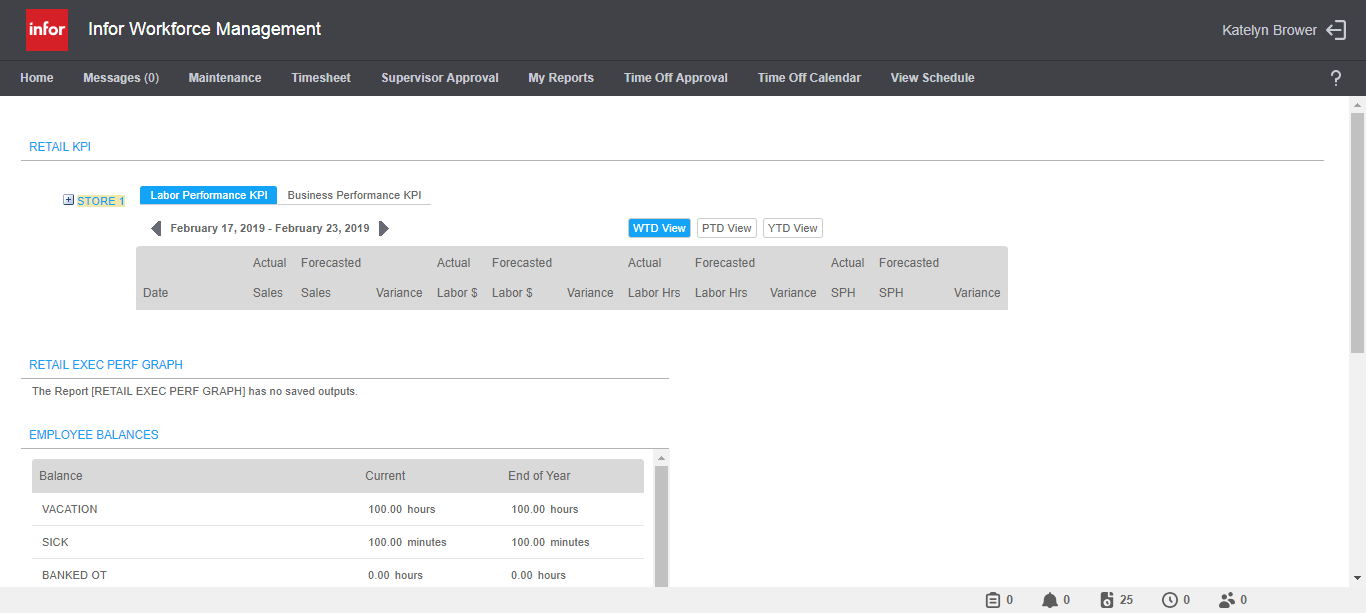 infor Infor Workforce Management Katelyn Brower
Home Messages (0) Maintenance Timesheet Supervisor Approval My Reports Time Off Approval Time Off Calendar View Schedule ?
RETAIL KPI
STORE 1 Labor Performance KPI Business Performance KPI
February 17, 2019 - February 23, 2019 WTD View PTD View YTD View
Actual Forecasted Actual Forecasted Actual Forecasted Actual Forecasted
Date Sales Sales Variance Labor $ Labor $ Variance Labor Hrs Labor Hrs Variance SPH SPH Variance
RETAIL EXEC PERF GRAPH
The Report [RETAIL EXEC PERF GRAPH] has no saved outputs.
EMPLOYEE BALANCES
Balance Current End of Year
VACATION 100.00 hours 100.00 hours
SICK 100.00 minutes 100.00 minutes
BANKED OT 0.00 hours 0.00 hours
0 0 25 0 0